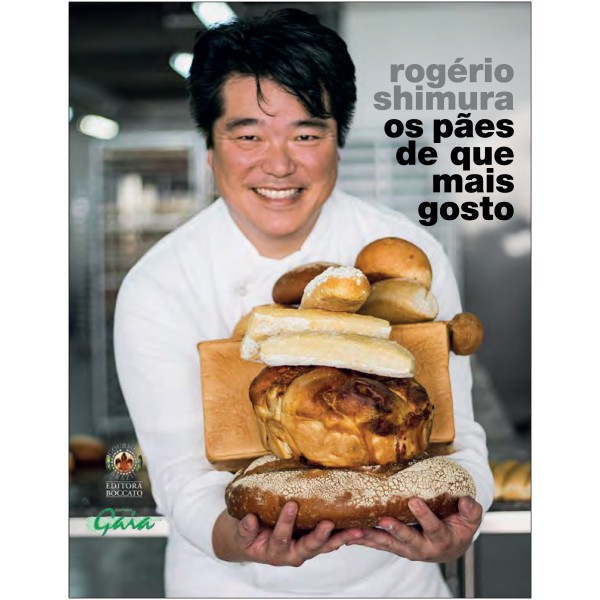 rogério
shimura
os pães
de que
mais
gosto
EDITORA
BOCCATO
Gaia